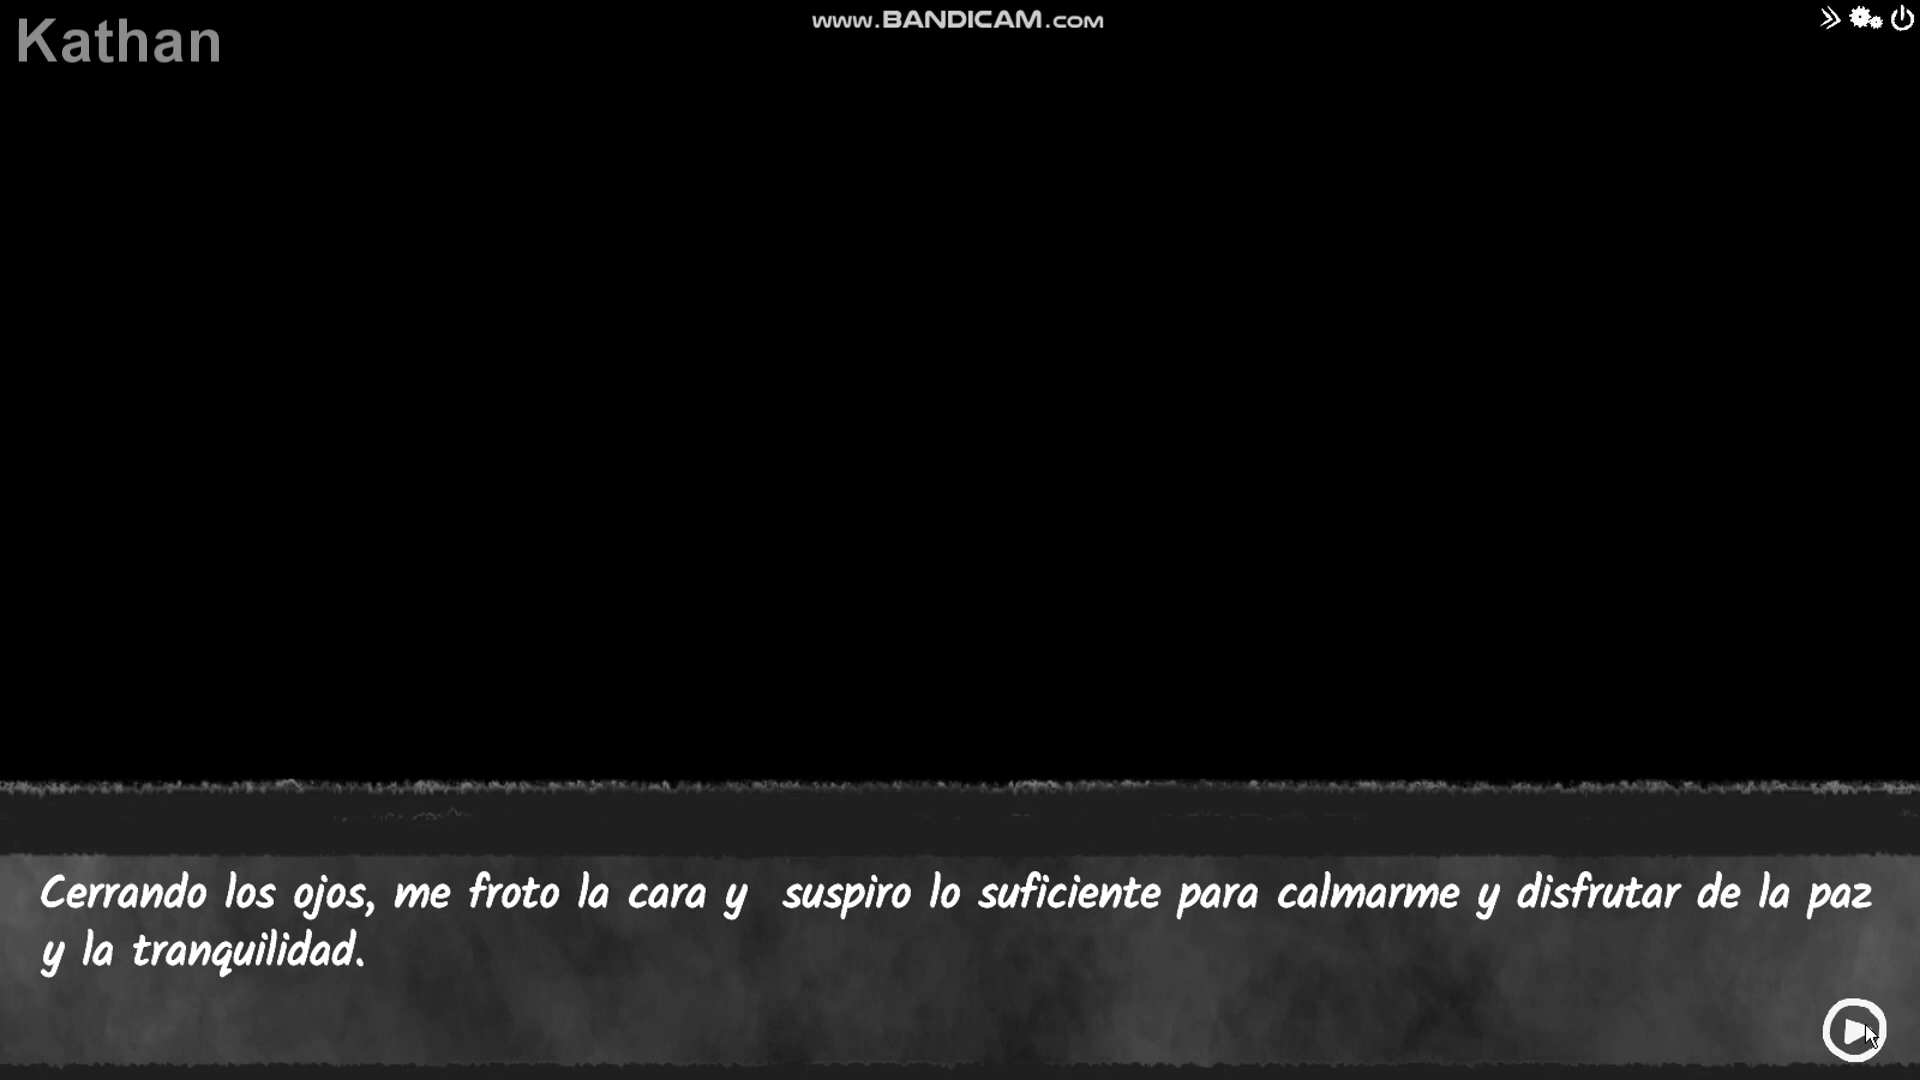 Kathan
www.BANDICAM.com
Cerrando los ojos, me froto la cara y  suspiro lo suficiente para calmarme y disfrutar de la paz
y la tranquilidad.